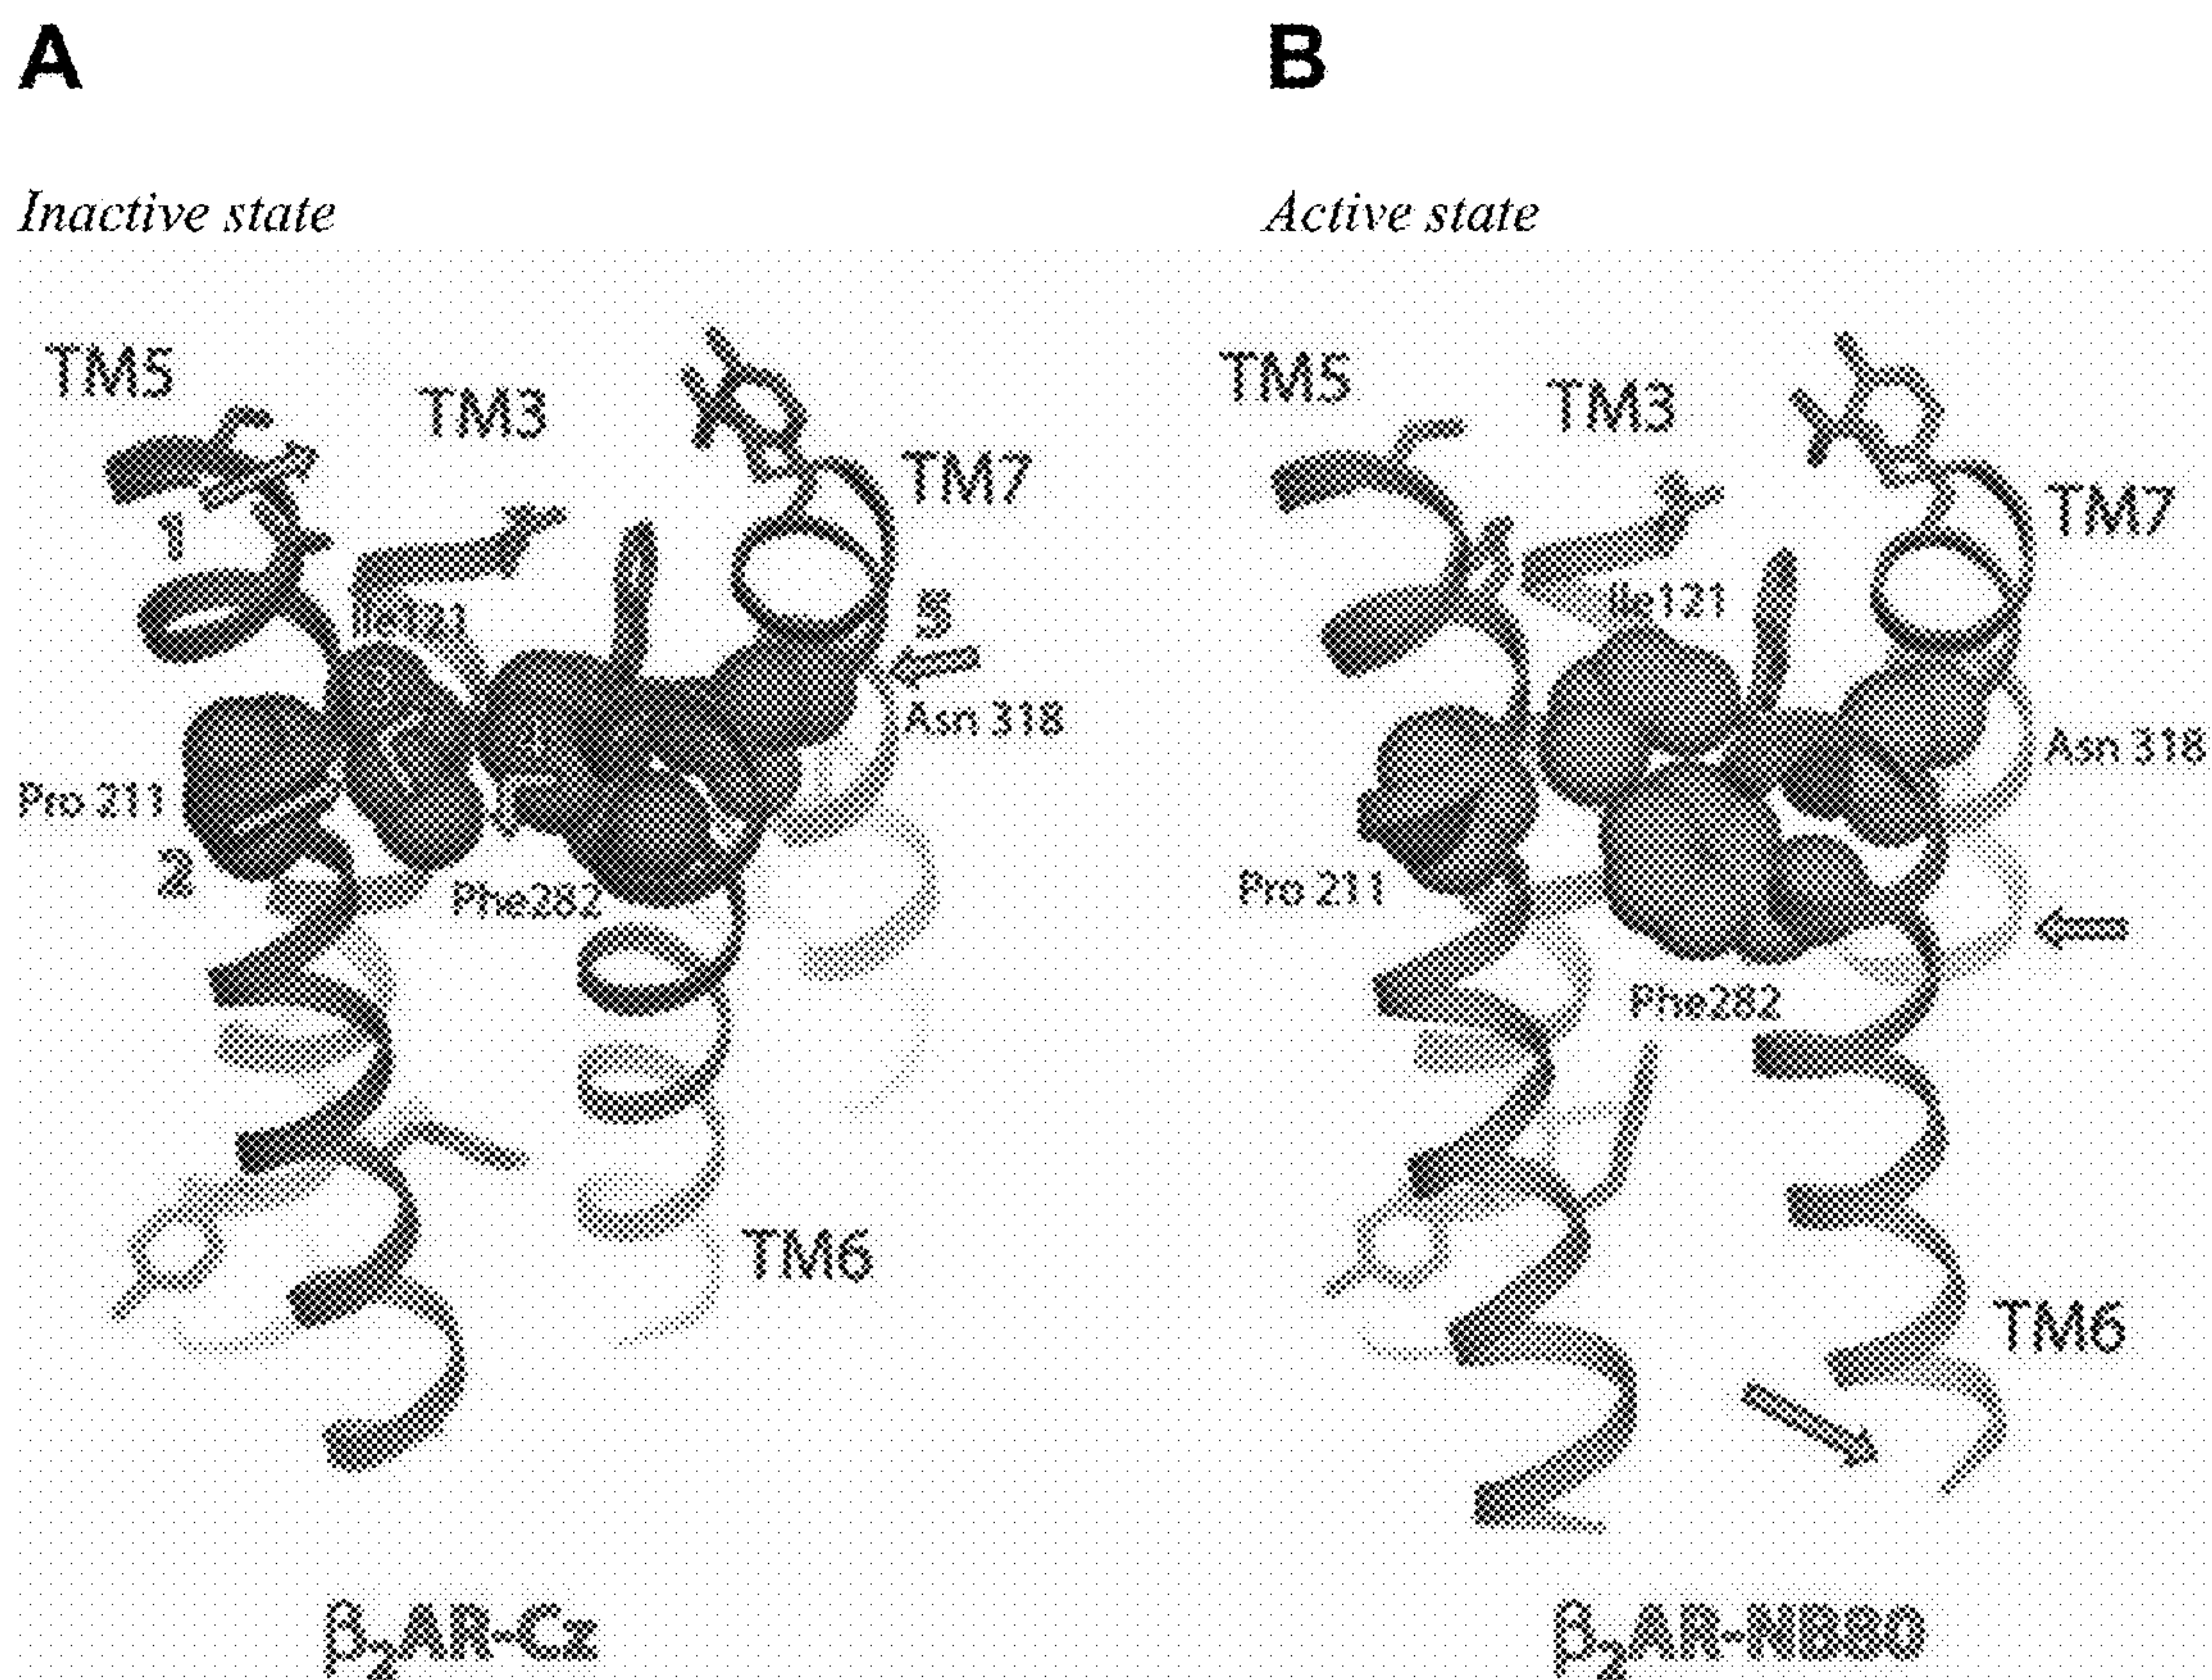 A
Inactive state
TM5
TM3
TM7
1
Ile121
5
Asn 318
Pro 211
2
Phe282
TM6
β2AR-Cz
B
Active state
TM5
TM3
TM7
Ile121
Asn 318
Pro 211
Phe282
TM6
β2AR-NB80